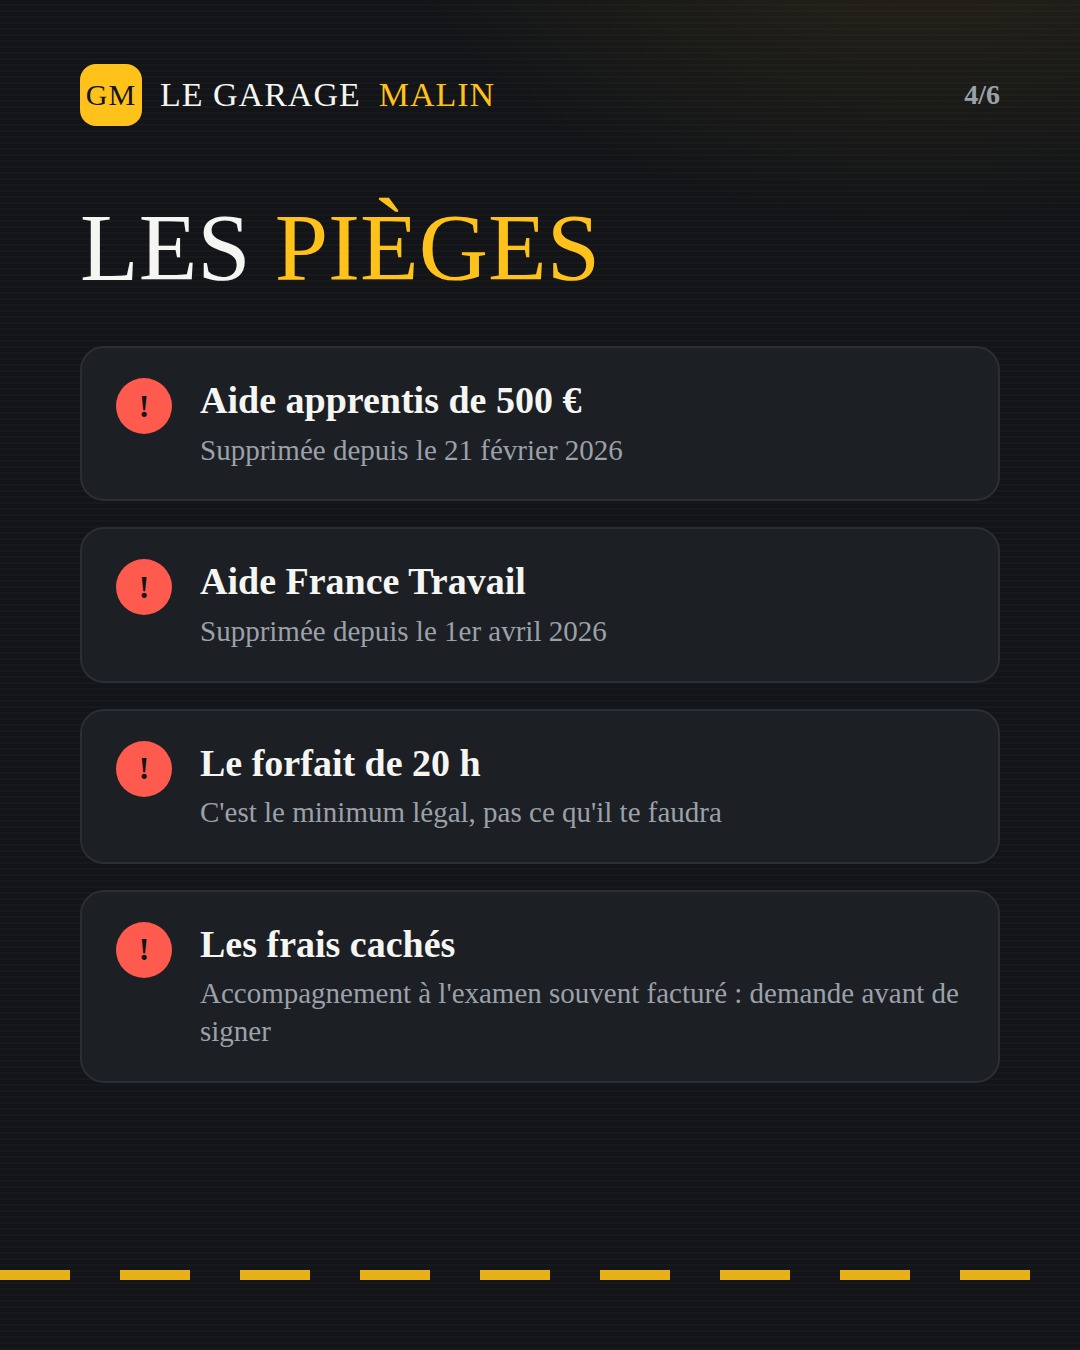 GM LE GARAGE MALIN 4/6
LES PIÈGES
! Aide apprentis de 500 €
Supprimée depuis le 21 février 2026
! Aide France Travail
Supprimée depuis le 1er avril 2026
! Le forfait de 20 h
C'est le minimum légal, pas ce qu'il te faudra
! Les frais cachés
Accompagnement à l'examen souvent facturé : demande avant de
signer